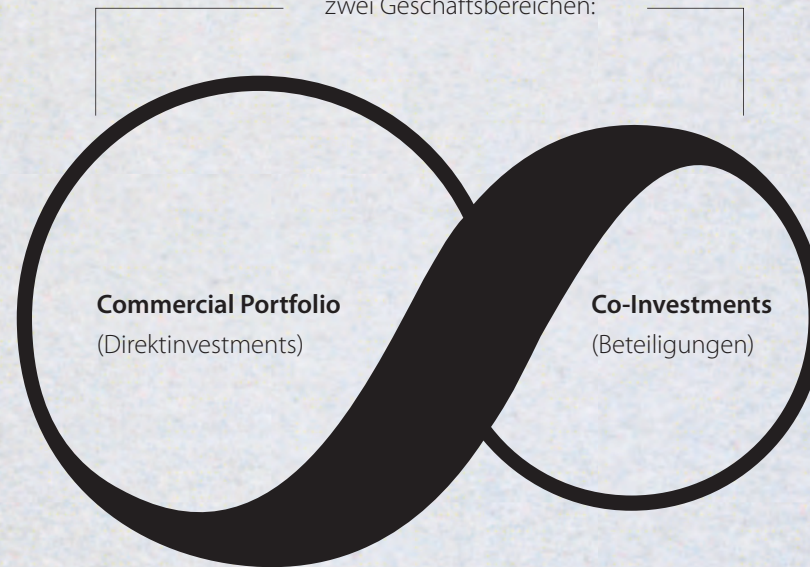 zwei Geschäftsbereichen:
Commercial Portfolio
(Direktinvestments)
Co-Investments
(Beteiligungen)